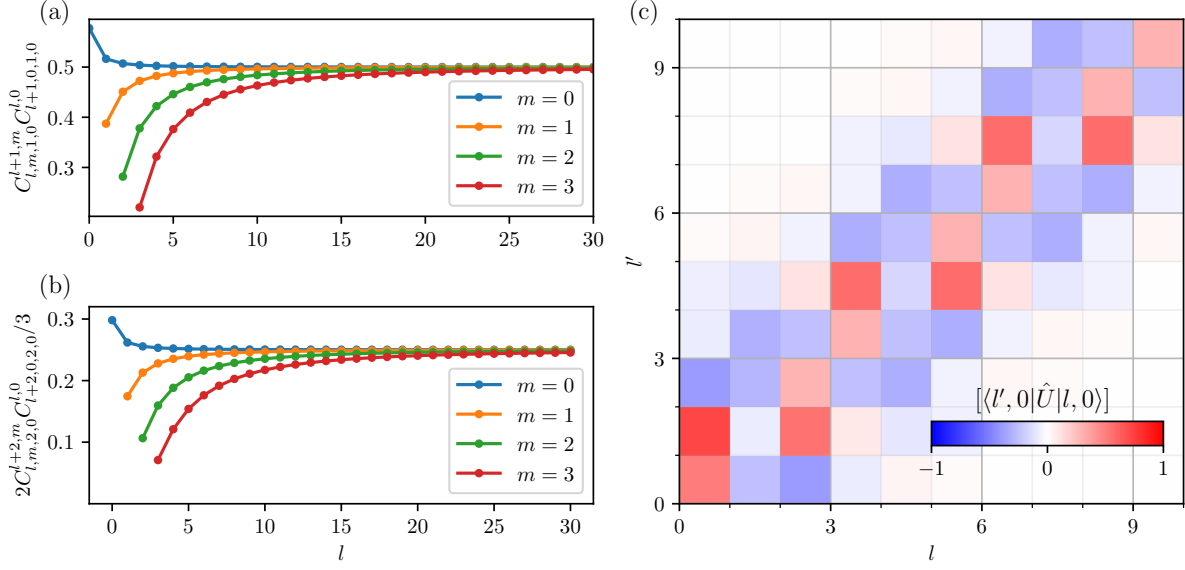 (a)
C^{l+1,m}_{l,m,1,0} C^{l,0}_{l+1,0,1,0}
0.5
0.4
0.3
m = 0
m = 1
m = 2
m = 3
0 5 10 15 20 25 30
(b)
2C^{l+2,m}_{l,m,2,0} C^{l,0}_{l+2,0,2,0}/3
0.3
0.2
0.1
m = 0
m = 1
m = 2
m = 3
0 5 10 15 20 25 30
l
(c)
l′
9
6
3
0
[⟨l′, 0|Û|l, 0⟩]
−1 0 1
0 3 6 9
l